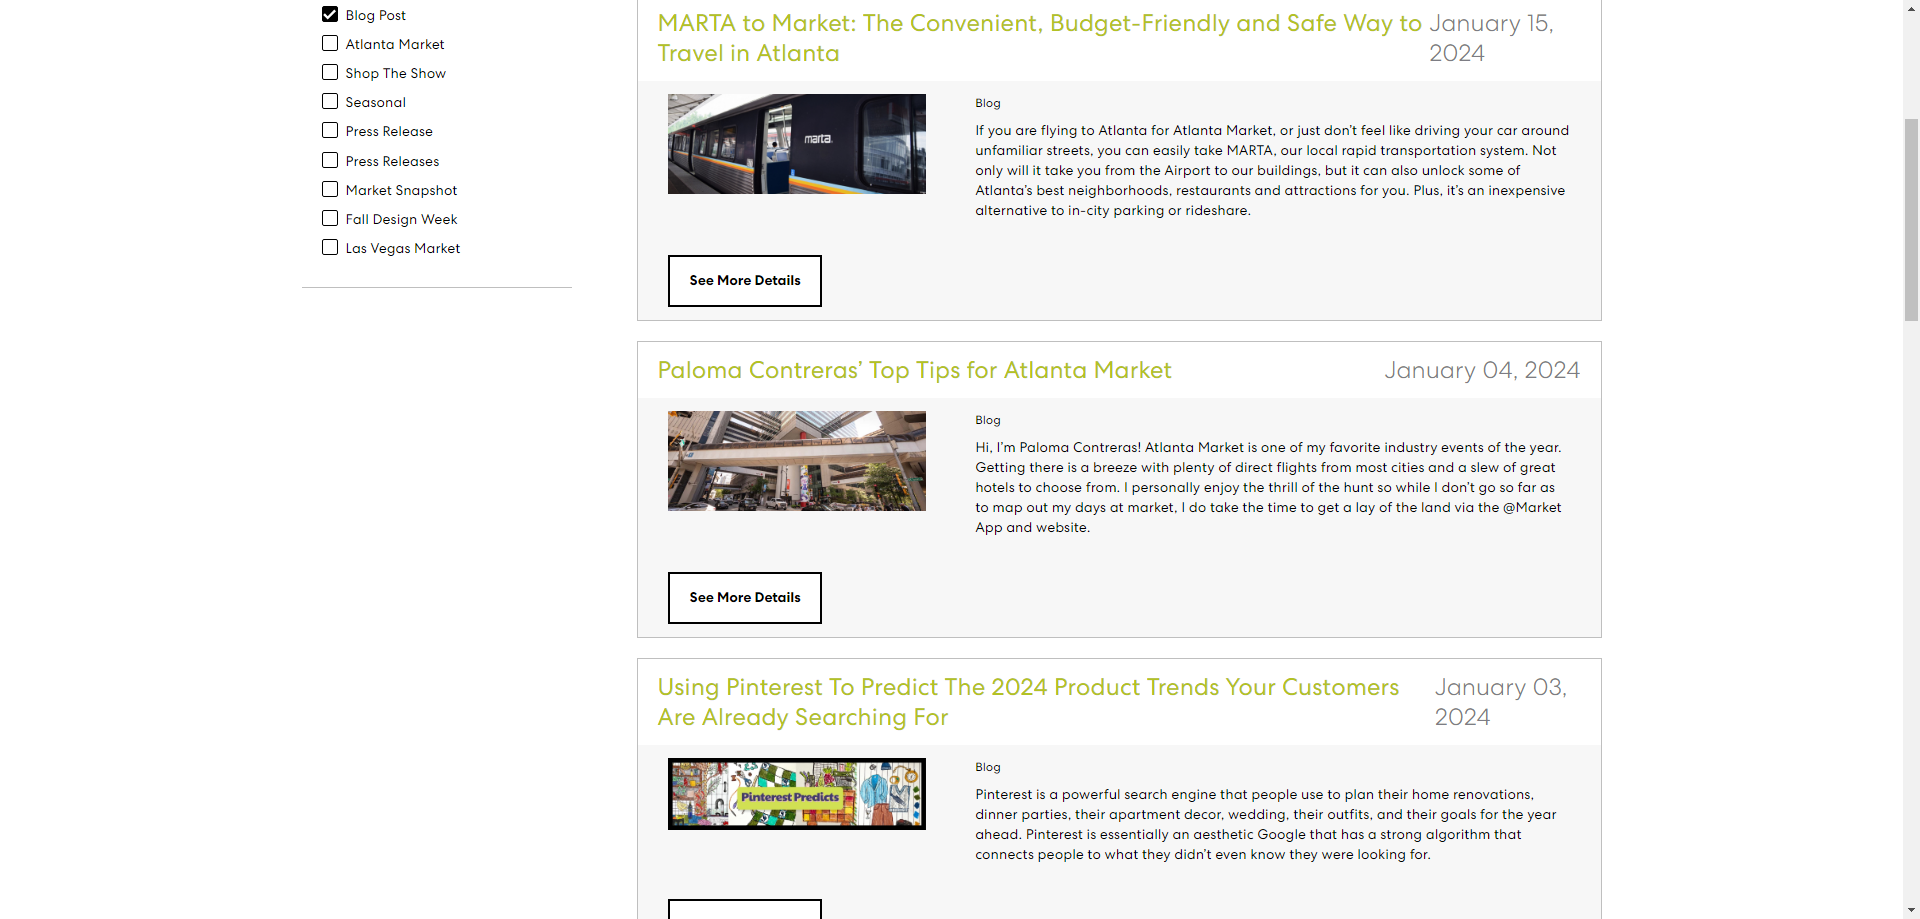 Blog Post
Atlanta Market
Shop The Show
Seasonal
Press Release
Press Releases
Market Snapshot
Fall Design Week
Las Vegas Market
MARTA to Market: The Convenient, Budget-Friendly and Safe Way to
Travel in Atlanta
January 15,
2024
marta
Blog
If you are flying to Atlanta for Atlanta Market, or just don’t feel like driving your car around
unfamiliar streets, you can easily take MARTA, our local rapid transportation system. Not
only will it take you from the Airport to our buildings, but it can also unlock some of
Atlanta’s best neighborhoods, restaurants and attractions for you. Plus, it’s an inexpensive
alternative to in-city parking or rideshare.
See More Details
Paloma Contreras’ Top Tips for Atlanta Market
January 04, 2024
Blog
Hi, I’m Paloma Contreras! Atlanta Market is one of my favorite industry events of the year.
Getting there is a breeze with plenty of direct flights from most cities and a slew of great
hotels to choose from. I personally enjoy the thrill of the hunt so while I don’t go so far as
to map out my days at market, I do take the time to get a lay of the land via the @Market
App and website.
See More Details
Using Pinterest To Predict The 2024 Product Trends Your Customers
Are Already Searching For
January 03,
2024
Pinterest Predicts
Blog
Pinterest is a powerful search engine that people use to plan their home renovations,
dinner parties, their apartment decor, wedding, their outfits, and their goals for the year
ahead. Pinterest is essentially an aesthetic Google that has a strong algorithm that
connects people to what they didn’t even know they were looking for.